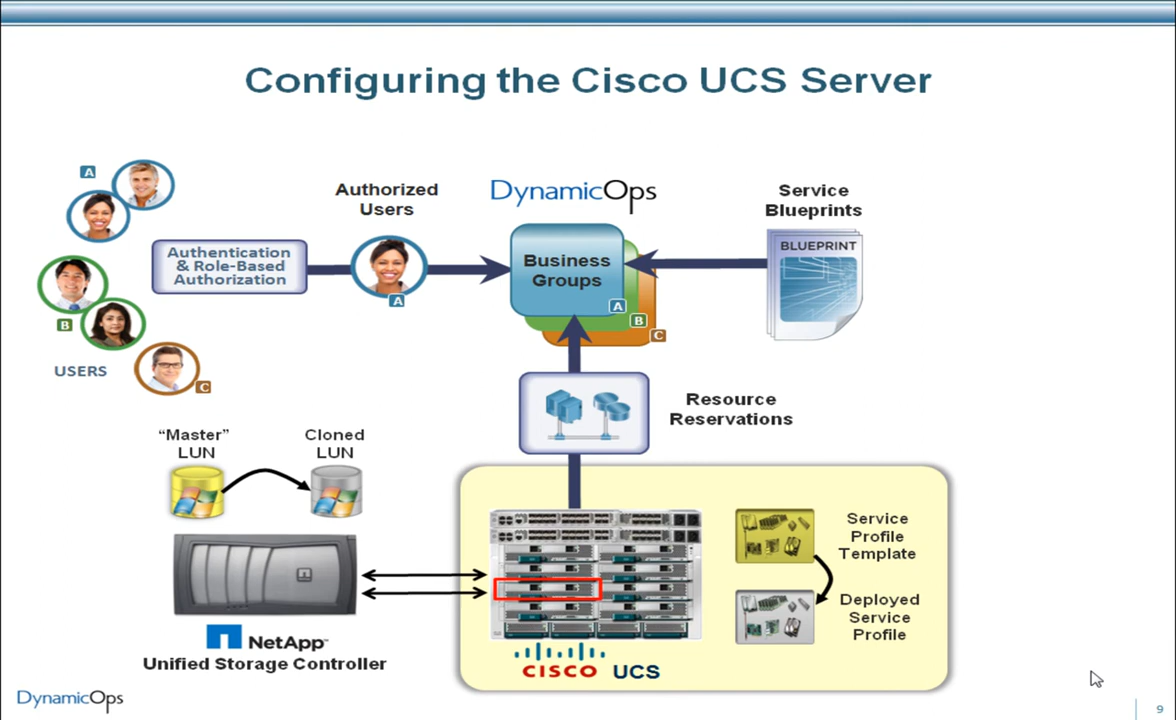 Configuring the Cisco UCS Server
A
Authorized
Users
DynamicOps
Service
Blueprints
Authentication
& Role-Based
Authorization
A
Business
Groups
A
B
C
BLUEPRINT
B
USERS
C
Resource
Reservations
“Master”
LUN
Cloned
LUN
Service
Profile
Template
Deployed
Service
Profile
NetApp™
Unified Storage Controller
CISCO UCS
DynamicOps
9